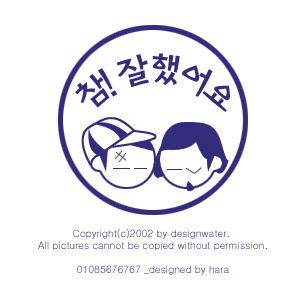 참! 잘했어요
Copyright(c)2002 by designwater.
All pictures cannot be copied without permission.
01085676767 _designed by hara